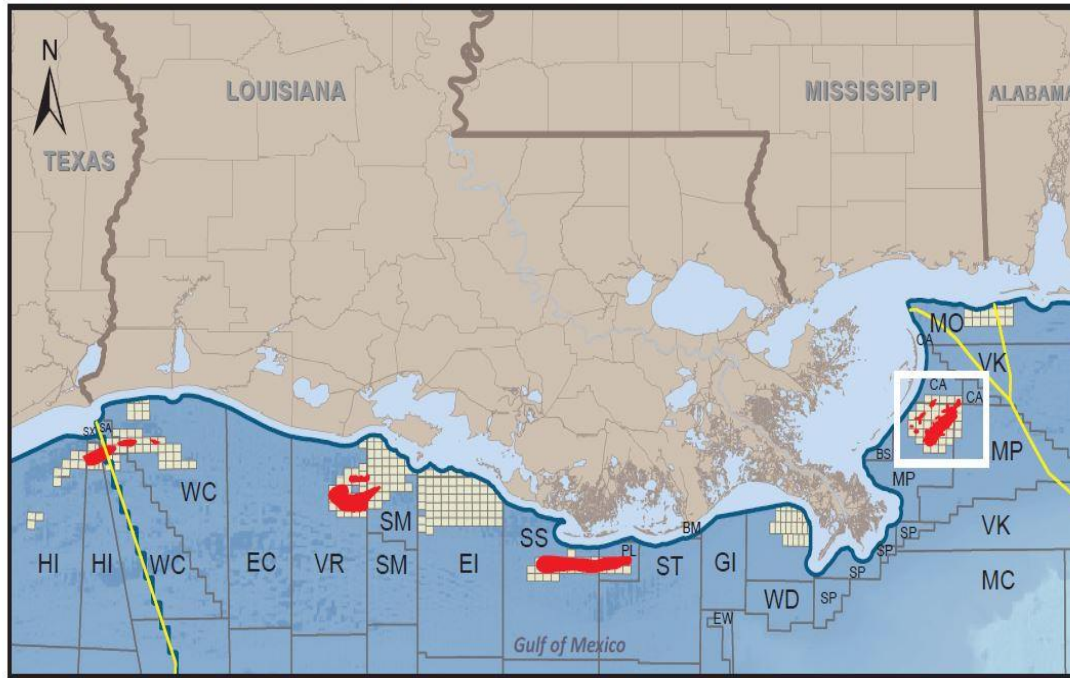 N
LOUISIANA
MISSISSIPPI
ALABAMA
TEXAS
MO
CA
VK
CA
CA
SX
SA
BS
MP
MP
WC
SM
SS
BM
PL
SP
VK
HI
HI
WC
EC
VR
SM
EI
ST
GI
SP
SP
MC
WD
SP
EW
Gulf of Mexico